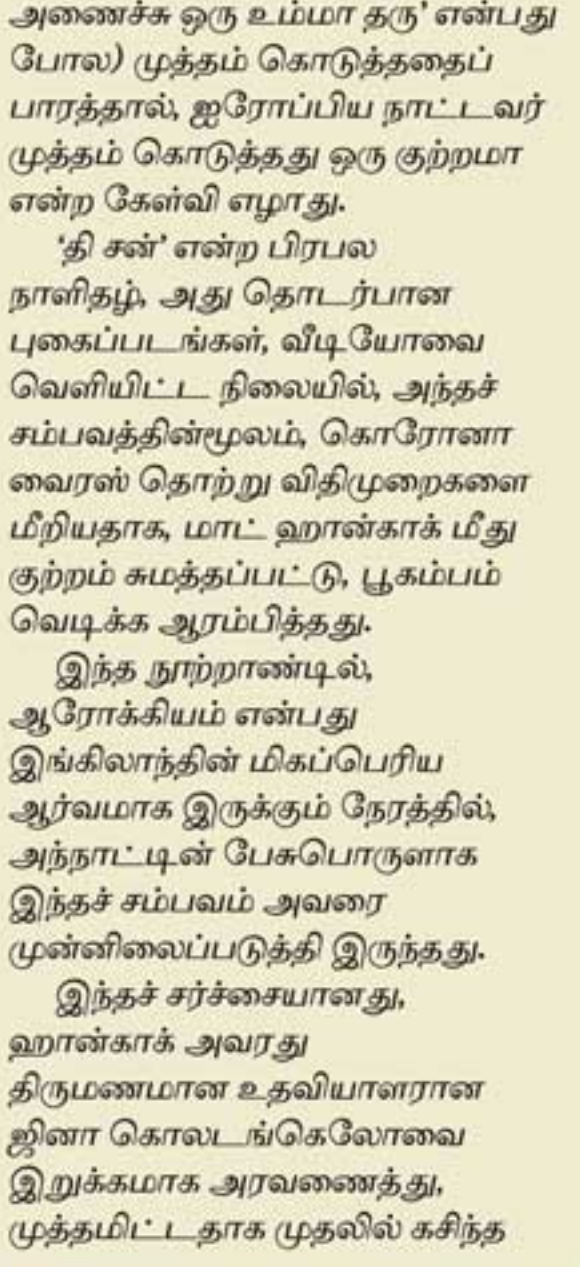 அணைச்சு ஒரு உம்மா தரு' என்பது
போல) முத்தம் கொடுத்ததைப்
பாரத்தால், ஐரோப்பிய நாட்டவர்
முத்தம் கொடுத்தது ஒரு குற்றமா
என்ற கேள்வி எழாது.
‘தி சன்’ என்ற பிரபல
நாளிதழ், அது தொடர்பான
புகைப்படங்கள், வீடியோவை
வெளியிட்ட நிலையில், அந்தச்
சம்பவத்தின்மூலம், கொரோனா
வைரஸ் தொற்று விதிமுறைகளை
மீறியதாக, மாட் ஹான்காக் மீது
குற்றம் சுமத்தப்பட்டு, பூகம்பம்
வெடிக்க ஆரம்பித்தது.
இந்த நூற்றாண்டில்,
ஆரோக்கியம் என்பது
இங்கிலாந்தின் மிகப்பெரிய
ஆர்வமாக இருக்கும் நேரத்தில்,
அந்நாட்டின் பேசுபொருளாக
இந்தச் சம்பவம் அவரை
முன்னிலைப்படுத்தி இருந்தது.
இந்தச் சர்ச்சையானது,
ஹான்காக் அவரது
திருமணமான உதவியாளரான
ஜினா கொலடங்கெலோவை
இறுக்கமாக அரவணைத்து,
முத்தமிட்டதாக முதலில் கசிந்த